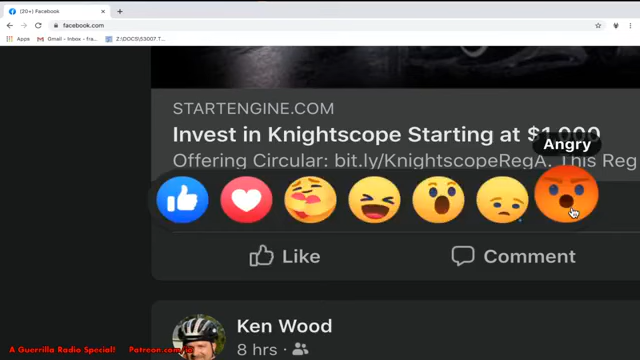 (20+) Facebook
facebook.com
Apps
Gmail - Inbox - fra...
Z:\DOCS\53007.T...
STARTENGINE.COM
Invest in Knightscope Starting at $1,000
Angry
Offering Circular: bit.ly/KnightscopeRegA. This Reg
Like
Comment
Ken Wood
8 hrs ·
A Guerrilla Radio Special! Patreon.com/